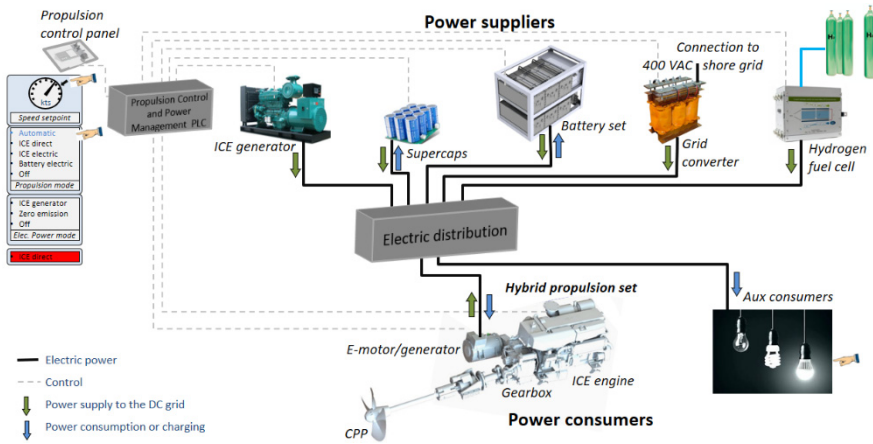 Power suppliers
Propulsion
control panel
kts
Speed setpoint
Automatic
ICE direct
ICE electric
Battery electric
Off
Propulsion mode
ICE generator
Zero emission
Off
Elec. Power mode
ICE direct
Propulsion Control
and Power
Management PLC
ICE generator
Supercaps
Battery set
Connection to
400 VAC shore grid
Grid
converter
Hydrogen
fuel cell
Electric distribution
Hybrid propulsion set
E-motor/generator
Gearbox
ICE engine
CPP
Power consumers
Aux consumers
Electric power
Control
Power supply to the DC grid
Power consumption or charging